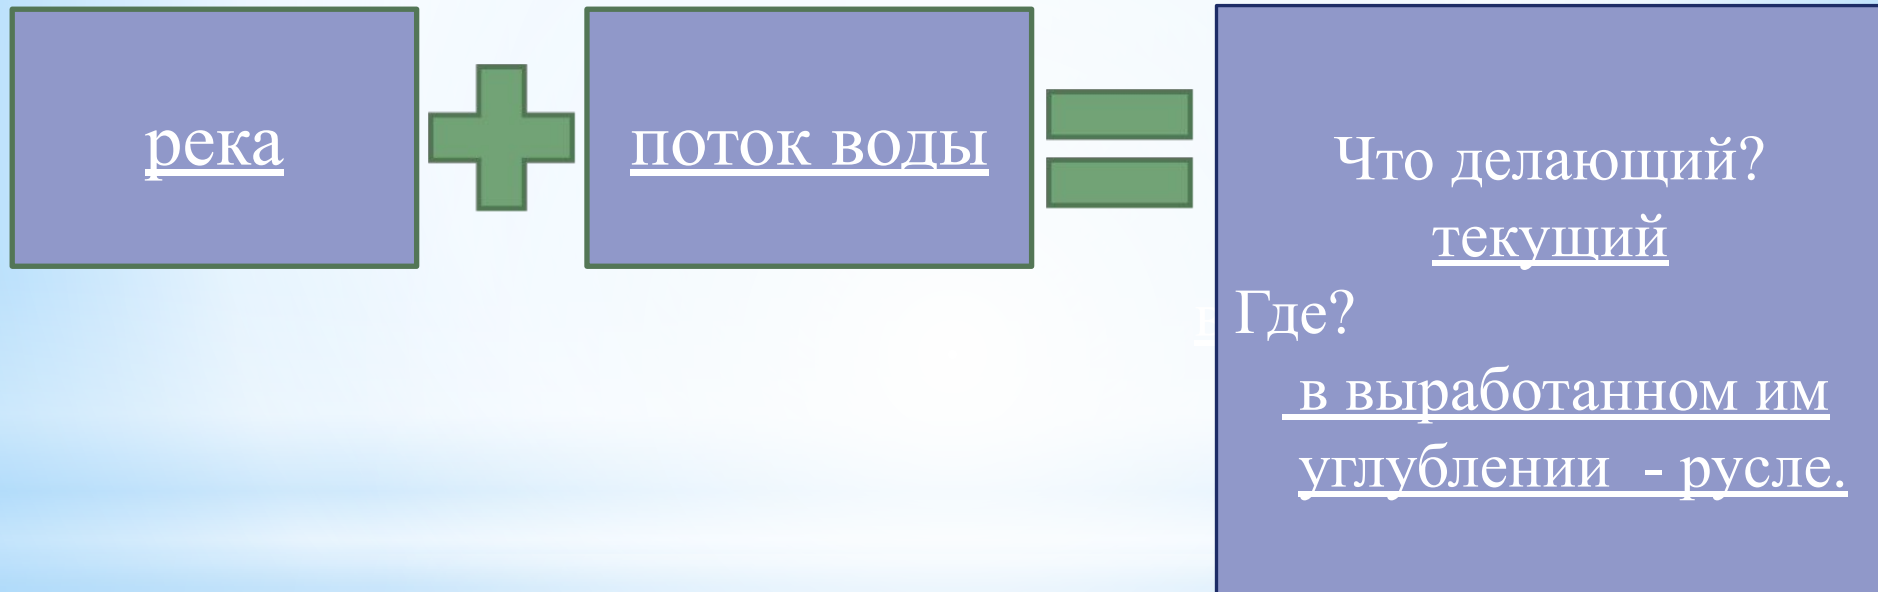 река
поток воды
Что делающий?
текущий
Где?
в выработанном им
углублении - русле.